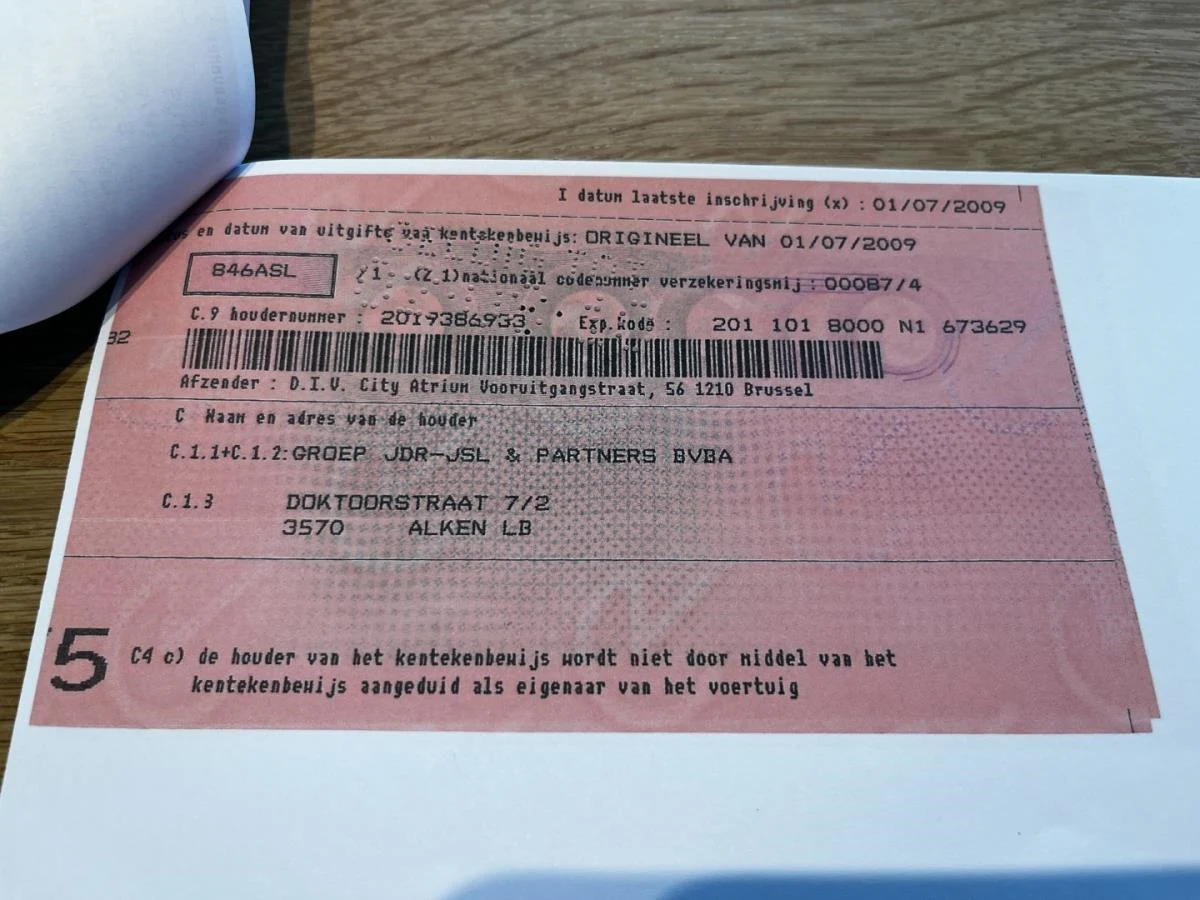 I datum laatste inschrijving (x) : 01/07/2009
en datum van uitgifte van kentekenbewijs: ORIGINEEL VAN 01/07/2009
846ASL
(Z 1)nationaal codenummer verzekeringsmij : 00087/4
C.9 houdernummer : 2019386933 Exp.kode : 201 101 8000 N1 673629
32
Afzender : D.I.V. City Atrium Vooruitgangstraat, 56 1210 Brussel
C Naam en adres van de houder
C.1.1+C.1.2:GROEP JDR-JSL & PARTNERS BVBA
C.1.3 DOKTOORSTRAAT 7/2
3570 ALKEN LB
5
C4 c) de houder van het kentekenbewijs wordt niet door middel van het
kentekenbewijs aangeduid als eigenaar van het voertuig